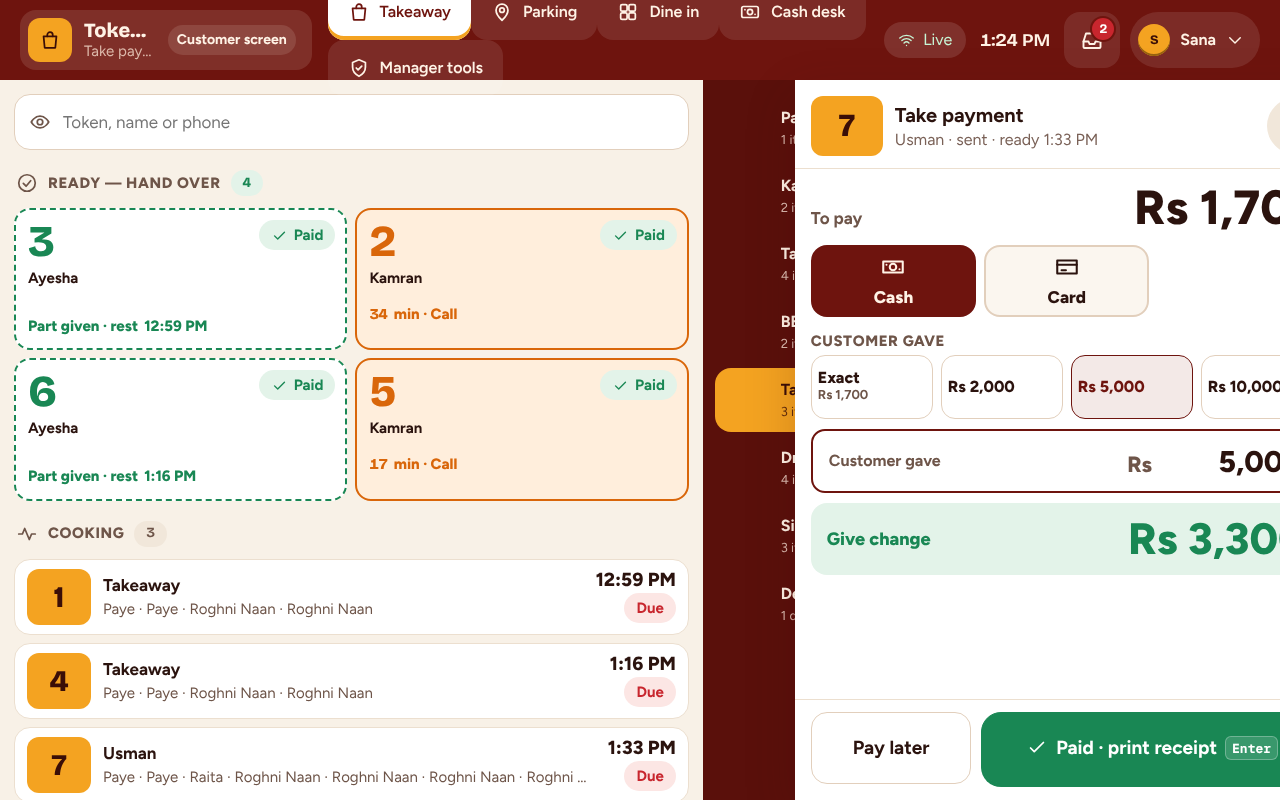 Toke...
Take pay...
Customer screen
Takeaway
Parking
Dine in
Cash desk
Manager tools
Live
1:24 PM
2
S
Sana
Token, name or phone
READY — HAND OVER 4
3
Paid
Ayesha
Part given · rest 12:59 PM
2
Paid
Kamran
34 min · Call
6
Paid
Ayesha
Part given · rest 1:16 PM
5
Paid
Kamran
17 min · Call
COOKING 3
1
Takeaway
Paye · Paye · Roghni Naan · Roghni Naan
12:59 PM
Due
4
Takeaway
Paye · Paye · Roghni Naan · Roghni Naan
1:16 PM
Due
7
Usman
Paye · Paye · Raita · Roghni Naan · Roghni Naan · Roghni Naan · Roghni ...
1:33 PM
Due
7
Take payment
Usman · sent · ready 1:33 PM
To pay
Rs 1,70
Cash
Card
CUSTOMER GAVE
Exact
Rs 1,700
Rs 2,000
Rs 5,000
Rs 10,000
Customer gave
Rs 5,00
Give change
Rs 3,30
Pay later
Paid · print receipt Enter